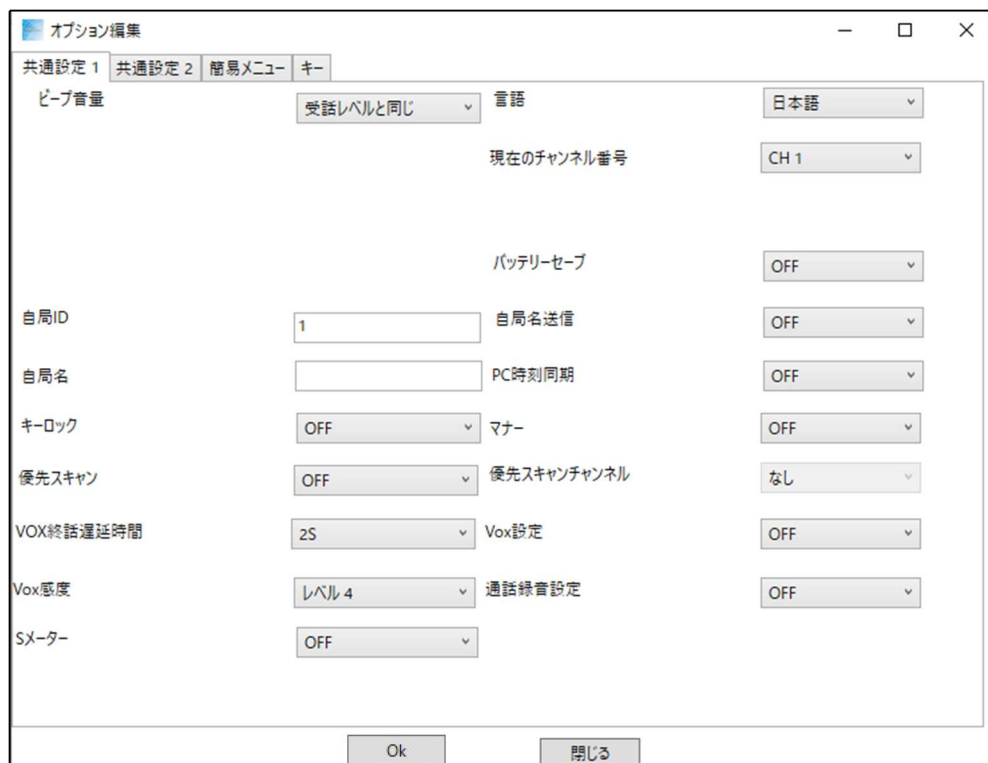 オプション編集
共通設定 1 共通設定 2 簡易メニュー キー
ビープ音量 受話レベルと同じ 言語 日本語
現在のチャンネル番号 CH 1
バッテリーセーブ OFF
自局ID 1 自局名送信 OFF
自局名 PC時刻同期 OFF
キーロック OFF マナー OFF
優先スキャン OFF 優先スキャンチャンネル なし
VOX終話遅延時間 2S Vox設定 OFF
Vox感度 レベル 4 通話録音設定 OFF
Sメーター OFF
Ok 閉じる